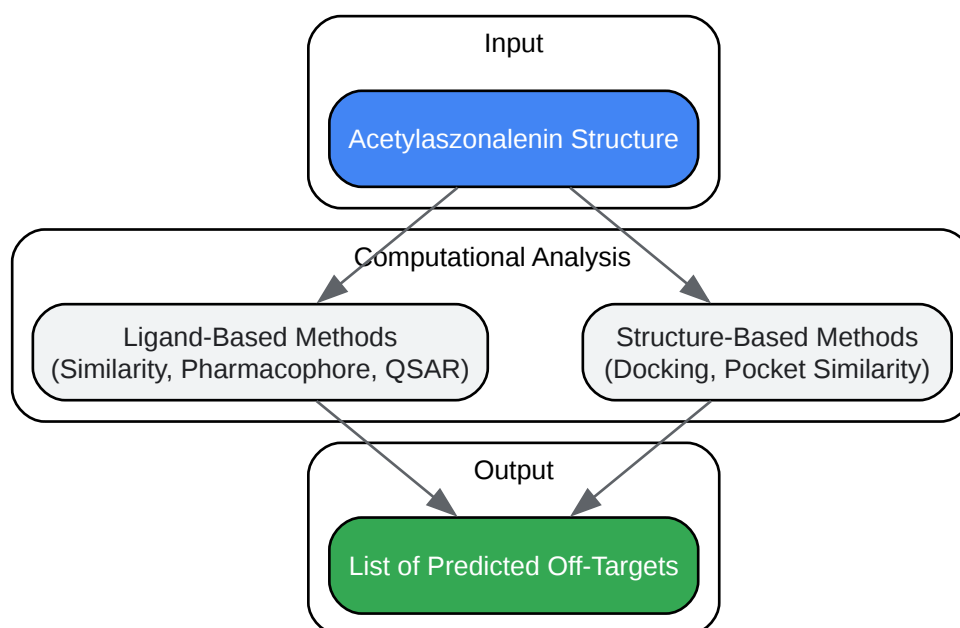 Input
Acetylaszonalenin Structure
Computational Analysis
Ligand-Based Methods
(Similarity, Pharmacophore, QSAR)
Structure-Based Methods
(Docking, Pocket Similarity)
Output
List of Predicted Off-Targets